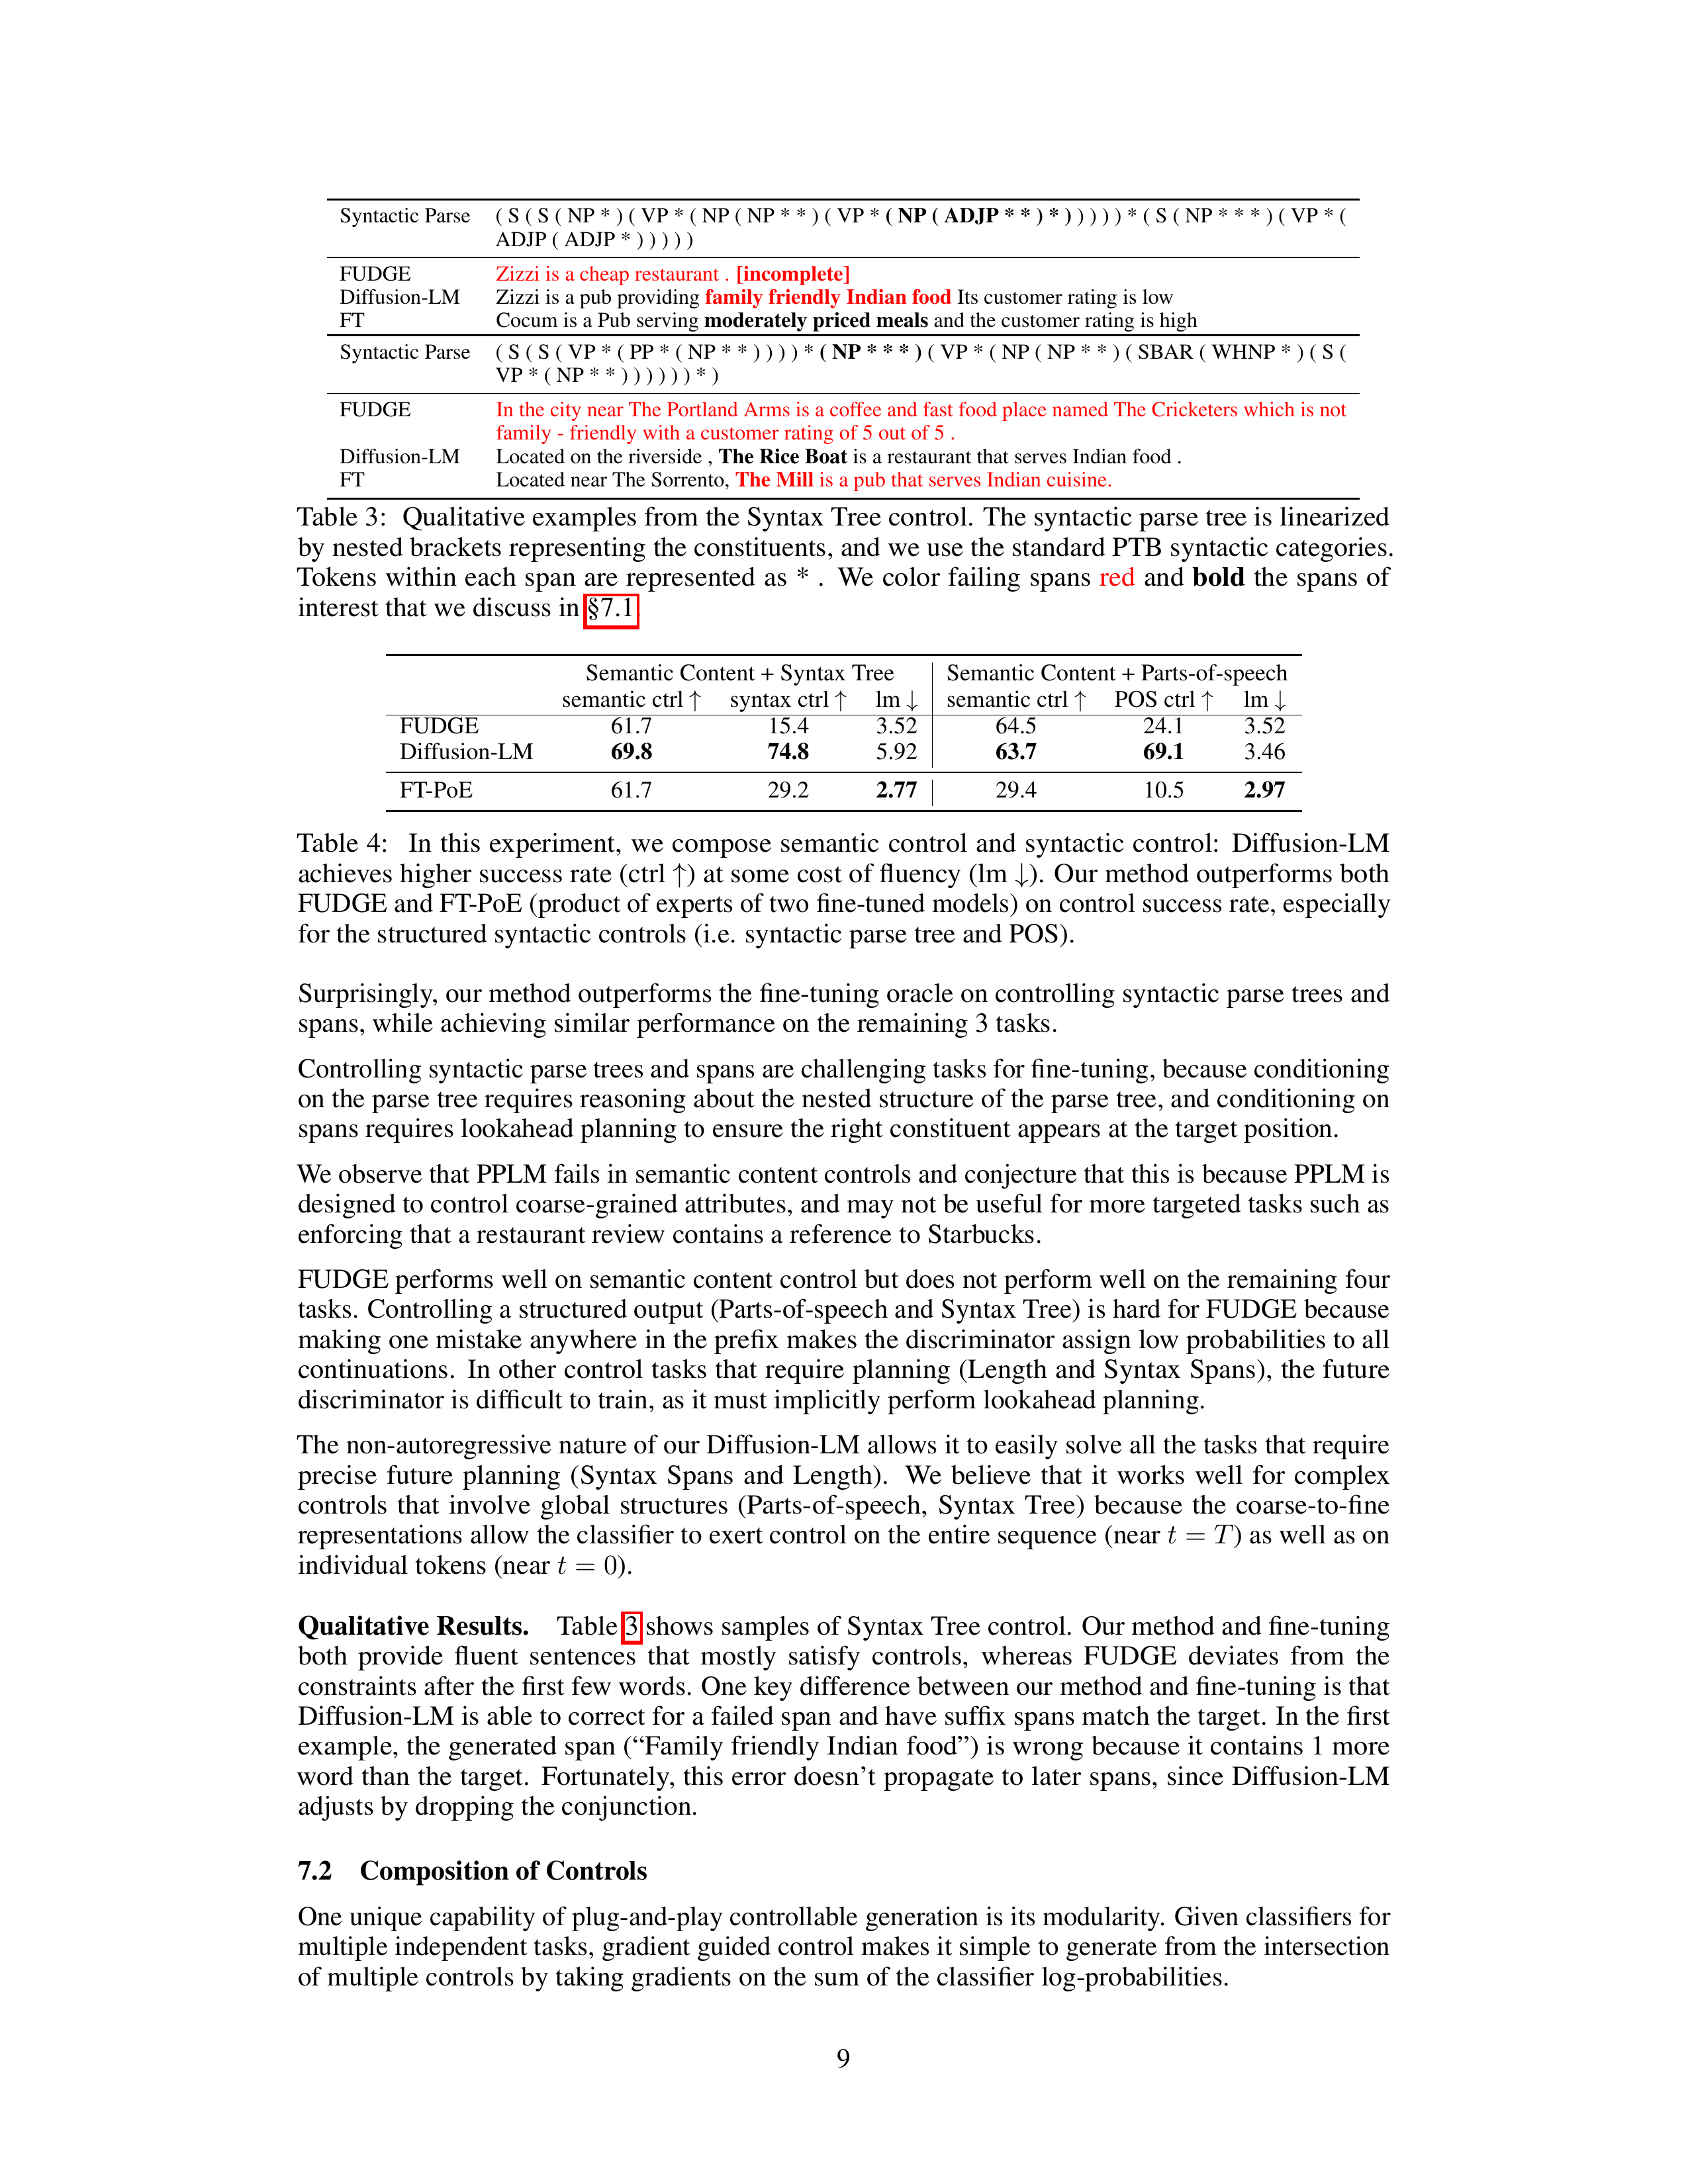 Syntactic Parse ( S ( S ( NP * ) ( VP * ( NP ( NP * * ) ( VP * ( NP ( ADJP * * ) * ) ) ) ) ) * ( S ( NP * * * ) ( VP * (
ADJP ( ADJP * ) ) ) ) )
FUDGE Zizzi is a cheap restaurant . [incomplete]
Diffusion-LM Zizzi is a pub providing family friendly Indian food Its customer rating is low
FT Cocum is a Pub serving moderately priced meals and the customer rating is high
Syntactic Parse ( S ( S ( VP * ( PP * ( NP * * ) ) ) ) * ( NP * * * ) ( VP * ( NP ( NP * * ) ( SBAR ( WHNP * ) ( S (
VP * ( NP * * ) ) ) ) ) ) * )
FUDGE In the city near The Portland Arms is a coffee and fast food place named The Cricketers which is not
family - friendly with a customer rating of 5 out of 5 .
Diffusion-LM Located on the riverside , The Rice Boat is a restaurant that serves Indian food .
FT Located near The Sorrento, The Mill is a pub that serves Indian cuisine.
Table 3: Qualitative examples from the Syntax Tree control. The syntactic parse tree is linearized
by nested brackets representing the constituents, and we use the standard PTB syntactic categories.
Tokens within each span are represented as * . We color failing spans red and bold the spans of
interest that we discuss in §7.1
Semantic Content + Syntax Tree Semantic Content + Parts-of-speech
semantic ctrl ↑ syntax ctrl ↑ lm ↓ semantic ctrl ↑ POS ctrl ↑ lm ↓
FUDGE 61.7 15.4 3.52 64.5 24.1 3.52
Diffusion-LM 69.8 74.8 5.92 63.7 69.1 3.46
FT-PoE 61.7 29.2 2.77 29.4 10.5 2.97
Table 4: In this experiment, we compose semantic control and syntactic control: Diffusion-LM
achieves higher success rate (ctrl ↑) at some cost of fluency (lm ↓). Our method outperforms both
FUDGE and FT-PoE (product of experts of two fine-tuned models) on control success rate, especially
for the structured syntactic controls (i.e. syntactic parse tree and POS).
Surprisingly, our method outperforms the fine-tuning oracle on controlling syntactic parse trees and
spans, while achieving similar performance on the remaining 3 tasks.
Controlling syntactic parse trees and spans are challenging tasks for fine-tuning, because conditioning
on the parse tree requires reasoning about the nested structure of the parse tree, and conditioning on
spans requires lookahead planning to ensure the right constituent appears at the target position.
We observe that PPLM fails in semantic content controls and conjecture that this is because PPLM is
designed to control coarse-grained attributes, and may not be useful for more targeted tasks such as
enforcing that a restaurant review contains a reference to Starbucks.
FUDGE performs well on semantic content control but does not perform well on the remaining four
tasks. Controlling a structured output (Parts-of-speech and Syntax Tree) is hard for FUDGE because
making one mistake anywhere in the prefix makes the discriminator assign low probabilities to all
continuations. In other control tasks that require planning (Length and Syntax Spans), the future
discriminator is difficult to train, as it must implicitly perform lookahead planning.
The non-autoregressive nature of our Diffusion-LM allows it to easily solve all the tasks that require
precise future planning (Syntax Spans and Length). We believe that it works well for complex
controls that involve global structures (Parts-of-speech, Syntax Tree) because the coarse-to-fine
representations allow the classifier to exert control on the entire sequence (near t = T) as well as on
individual tokens (near t = 0).
Qualitative Results. Table 3 shows samples of Syntax Tree control. Our method and fine-tuning
both provide fluent sentences that mostly satisfy controls, whereas FUDGE deviates from the
constraints after the first few words. One key difference between our method and fine-tuning is that
Diffusion-LM is able to correct for a failed span and have suffix spans match the target. In the first
example, the generated span (“Family friendly Indian food”) is wrong because it contains 1 more
word than the target. Fortunately, this error doesn’t propagate to later spans, since Diffusion-LM
adjusts by dropping the conjunction.
7.2 Composition of Controls
One unique capability of plug-and-play controllable generation is its modularity. Given classifiers for
multiple independent tasks, gradient guided control makes it simple to generate from the intersection
of multiple controls by taking gradients on the sum of the classifier log-probabilities.
9